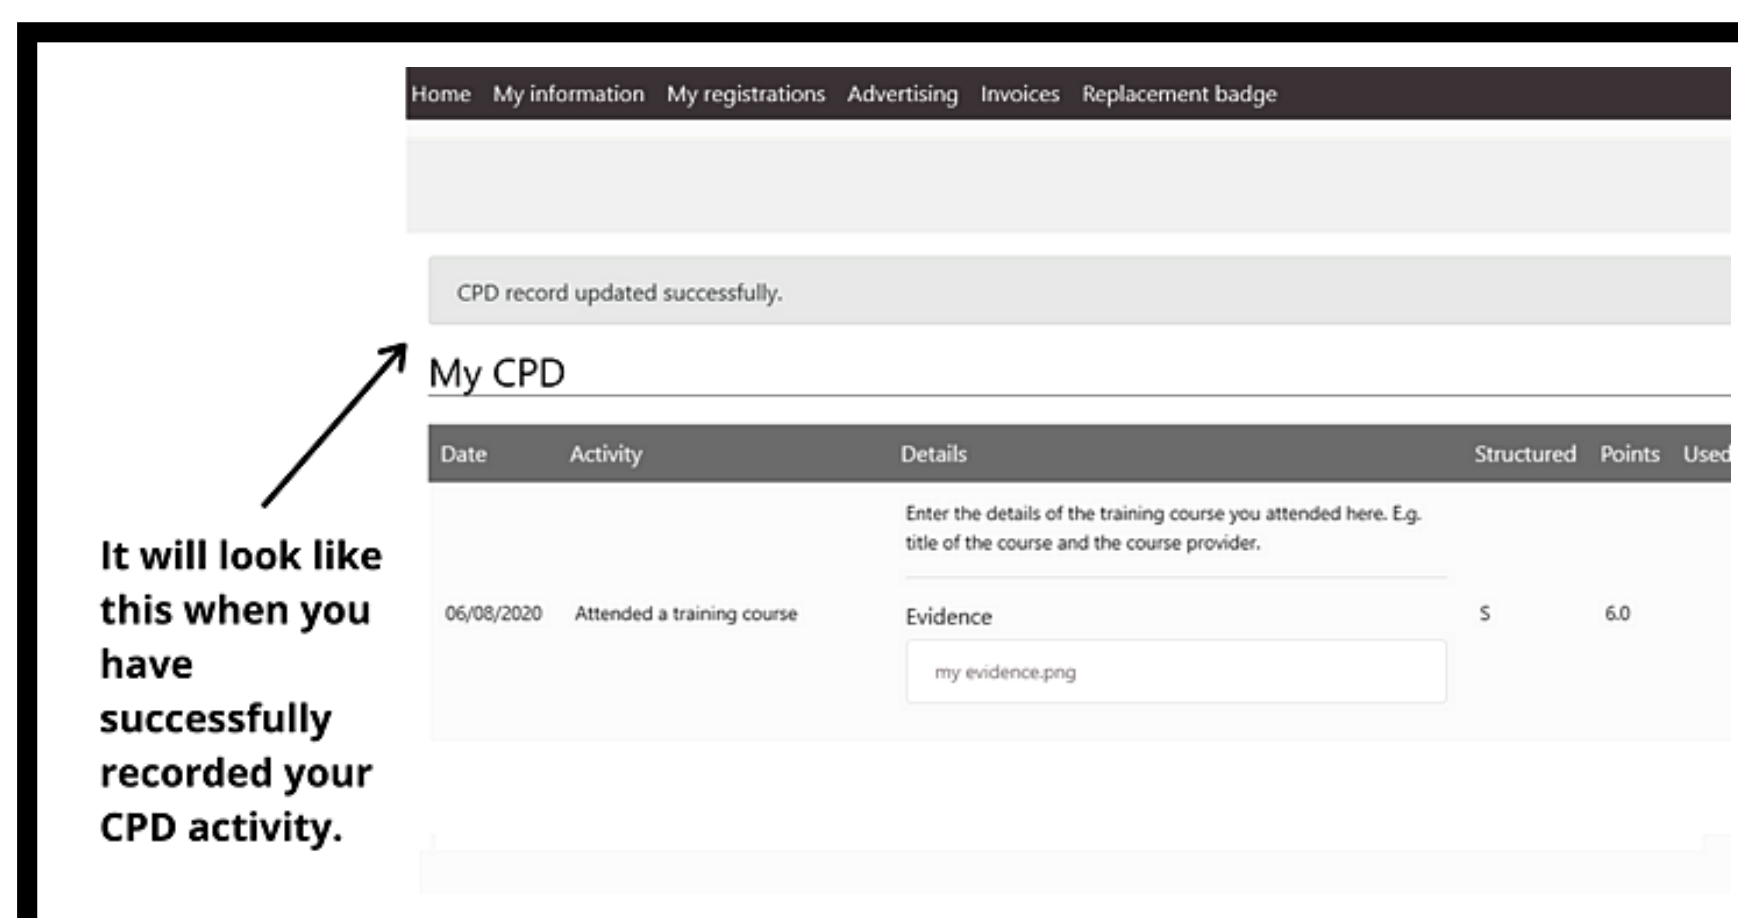 Home My information My registrations Advertising Invoices Replacement badge
CPD record updated successfully.
My CPD
Date Activity Details Structured Points Used
Enter the details of the training course you attended here. E.g.
title of the course and the course provider.
06/08/2020 Attended a training course Evidence S 6.0
my evidence.png
It will look like
this when you
have
successfully
recorded your
CPD activity.